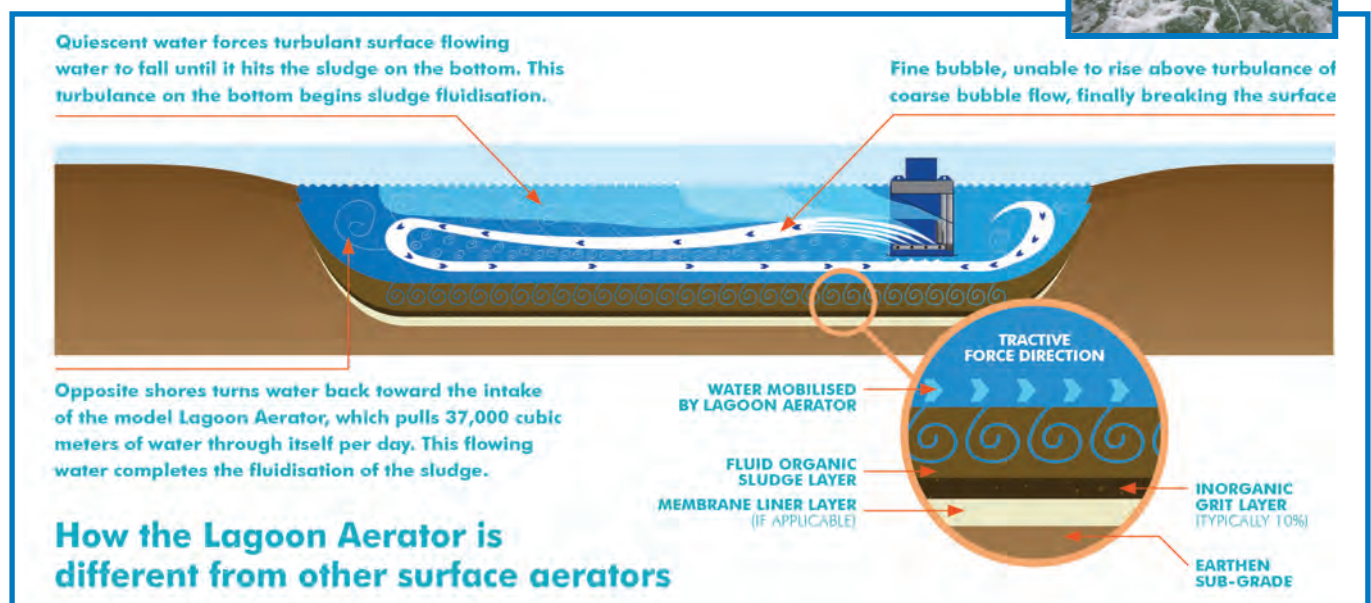 Quiescent water forces turbulant surface flowing
water to fall until it hits the sludge on the bottom. This
turbulance on the bottom begins sludge fluidisation.
Fine bubble, unable to rise above turbulance of
coarse bubble flow, finally breaking the surface
Opposite shores turns water back toward the intake
of the model Lagoon Aerator, which pulls 37,000 cubic
meters of water through itself per day. This flowing
water completes the fluidisation of the sludge.
TRACTIVE
FORCE DIRECTION
WATER MOBILISED
BY LAGOON AERATOR
FLUID ORGANIC
SLUDGE LAYER
MEMBRANE LINER LAYER
(IF APPLICABLE)
INORGANIC
GRIT LAYER
(TYPICALLY 10%)
EARTHEN
SUB-GRADE
How the Lagoon Aerator is
different from other surface aerators